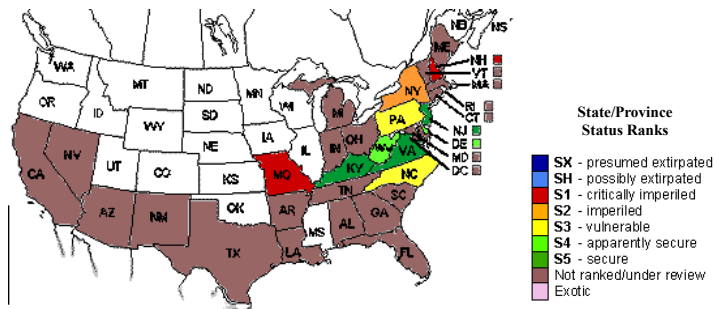 NB
NS
WA
MT
ND
MN
ME
NH
VT
MA
OR
ID
WY
SD
WI
MI
NY
RI
CT
NV
UT
CO
NE
IA
IL
IN
OH
PA
NJ
DE
MD
DC
CA
KS
MO
KY
WV
VA
AZ
NM
OK
AR
TN
NC
SC
TX
LA
MS
AL
GA
FL
State/Province
Status Ranks
SX - presumed extirpated
SH - possibly extirpated
S1 - critically imperiled
S2 - imperiled
S3 - vulnerable
S4 - apparently secure
S5 - secure
Not ranked/under review
Exotic